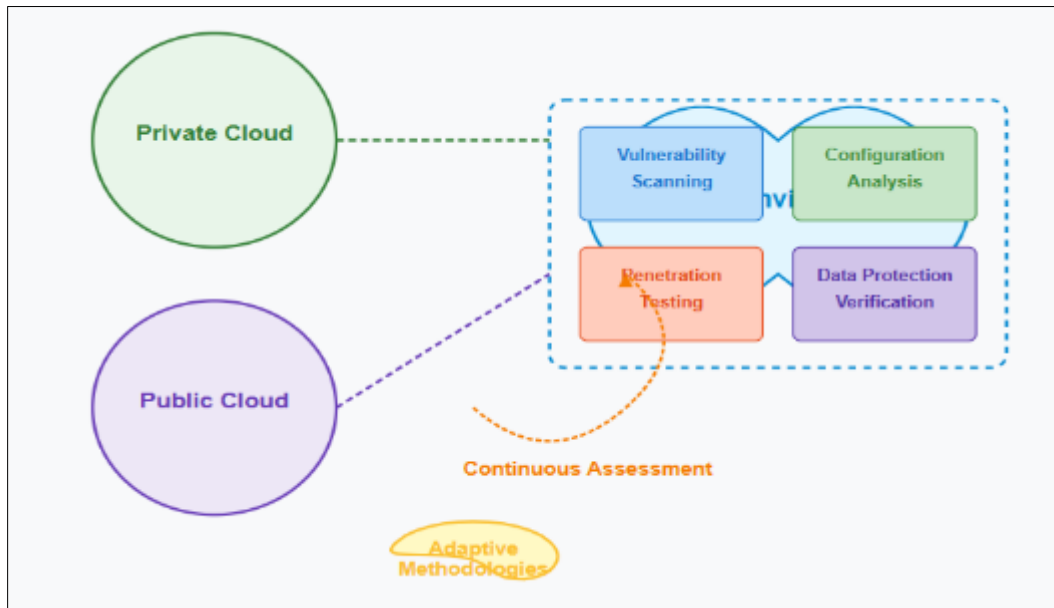 Private Cloud
Vulnerability
Scanning
Configuration
Analysis
Penetration
Testing
Data Protection
Verification
Public Cloud
Continuous Assessment
Adaptive
Methodologies